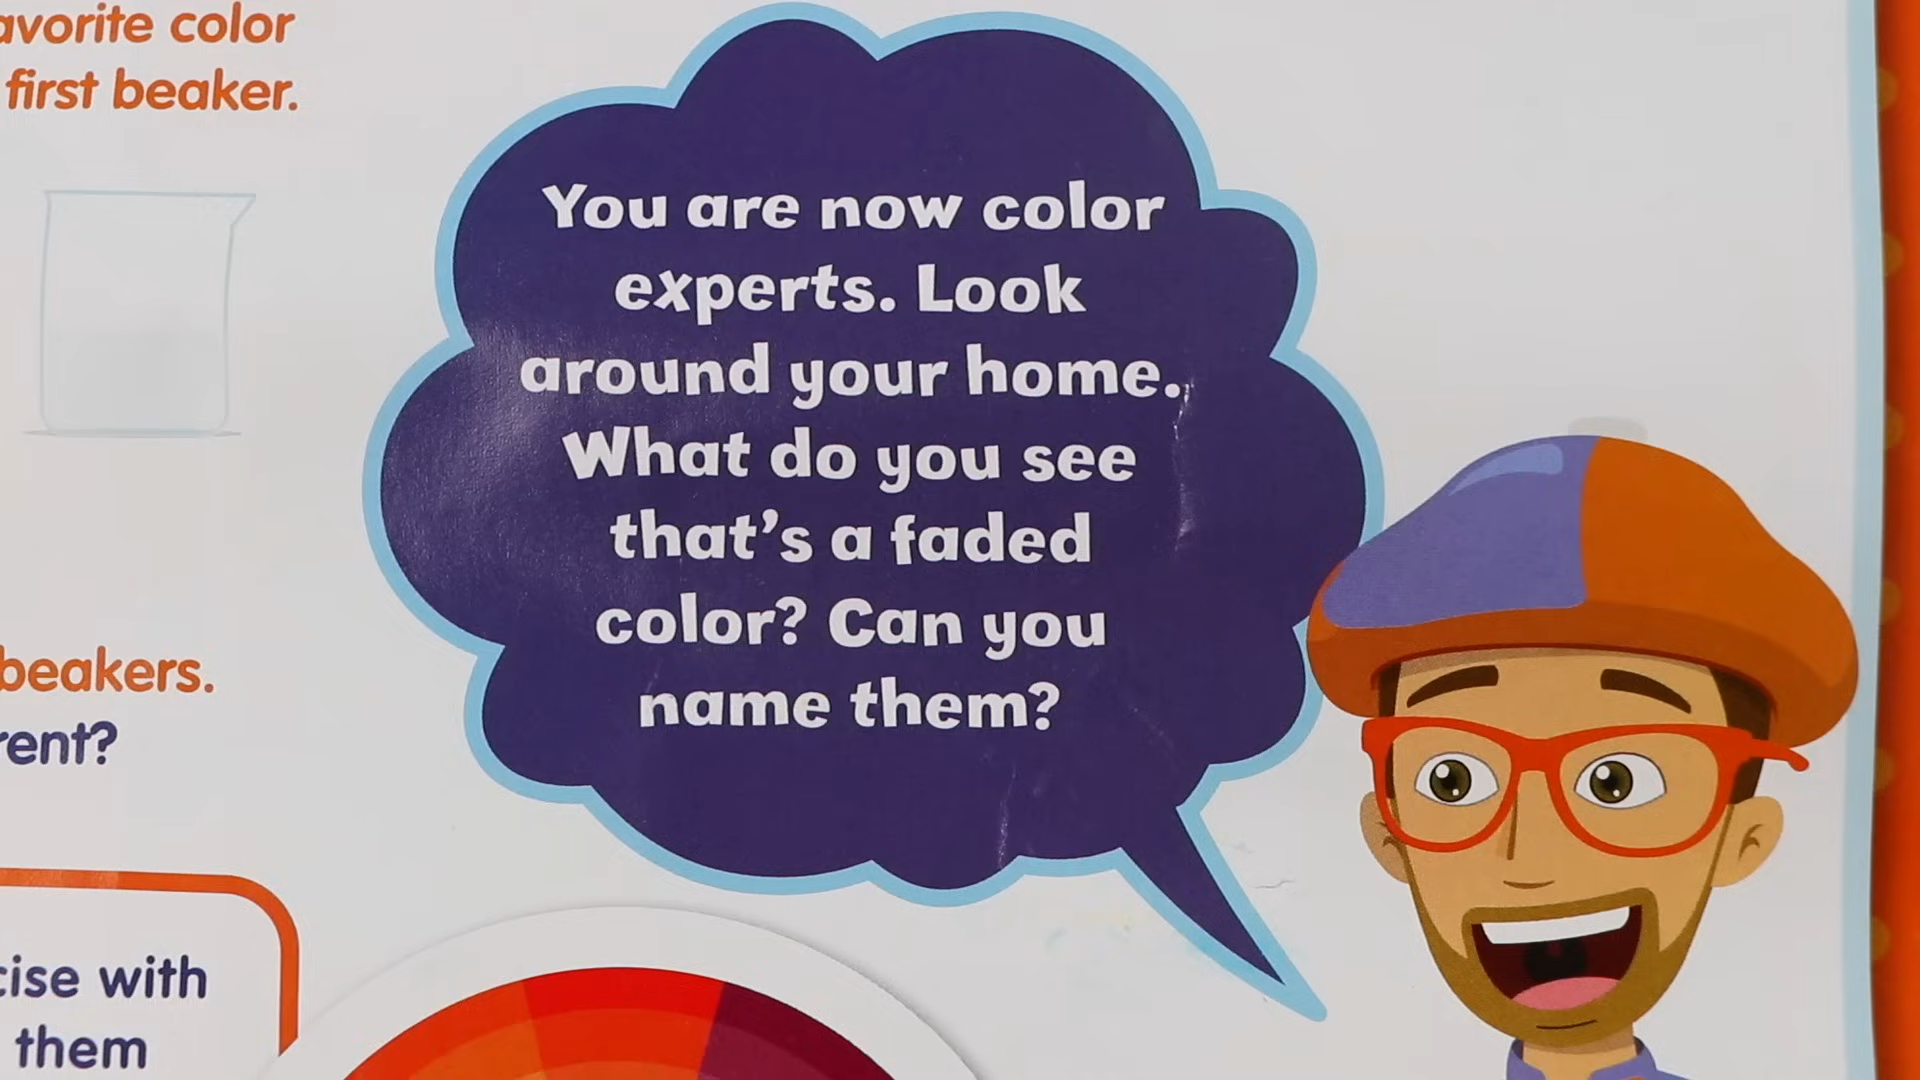 avorite color
first beaker.
You are now color
experts. Look
around your home.
What do you see
that's a faded
color? Can you
name them?
beakers.
rent?
cise with
them